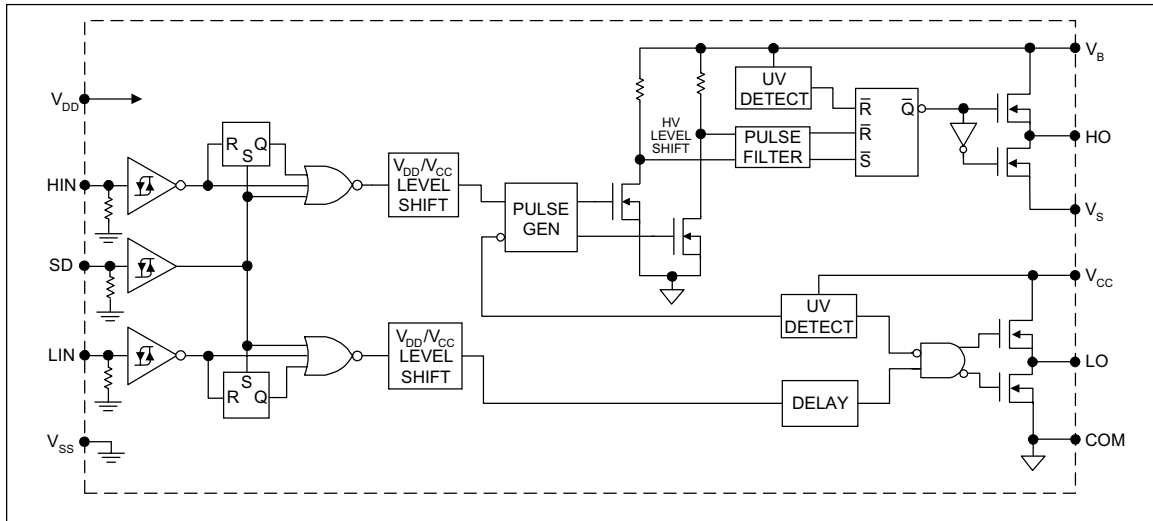 V_DD
HIN
SD
LIN
V_SS
R S Q
V_DD/V_CC
LEVEL
SHIFT
PULSE
GEN
HV
LEVEL
SHIFT
UV
DETECT
PULSE
FILTER
R̅ Q̅
R̅
S̅
V_B
HO
V_S
S
R Q
V_DD/V_CC
LEVEL
SHIFT
UV
DETECT
DELAY
V_CC
LO
COM